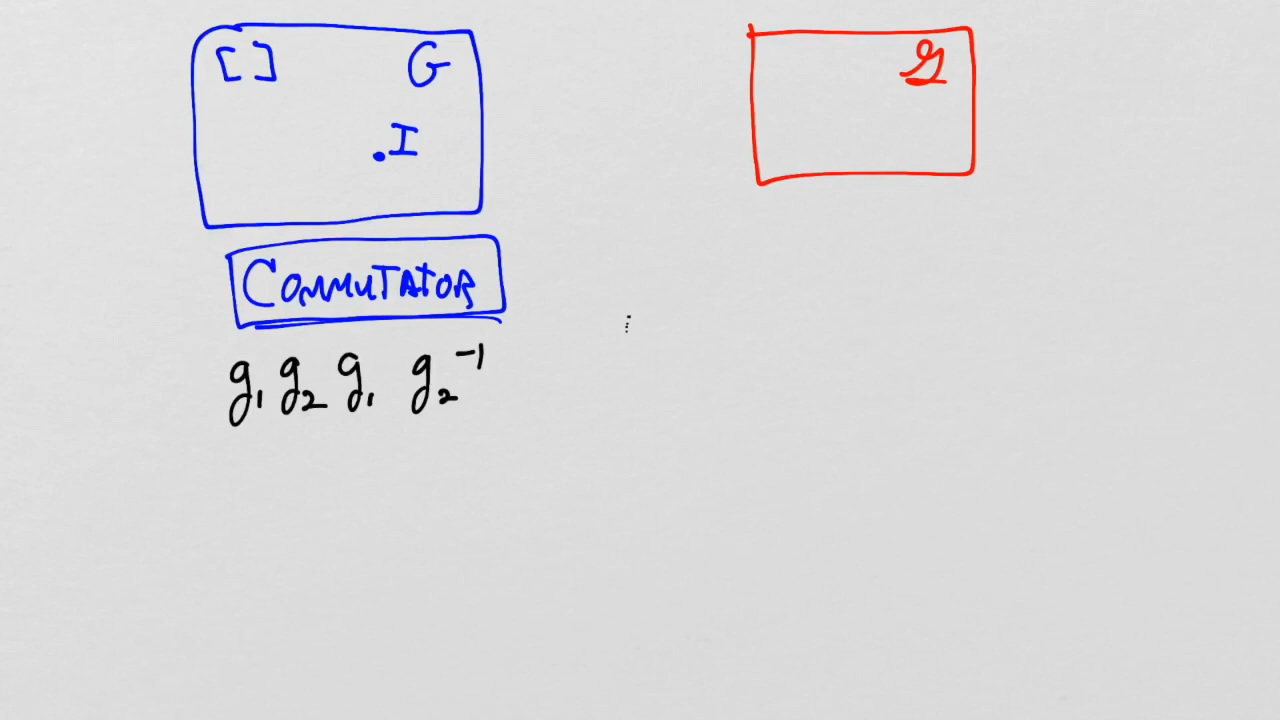 [ ] G
𝔤
.I
COMMUTATOR
g₁ g₂ g₁ g₂⁻¹